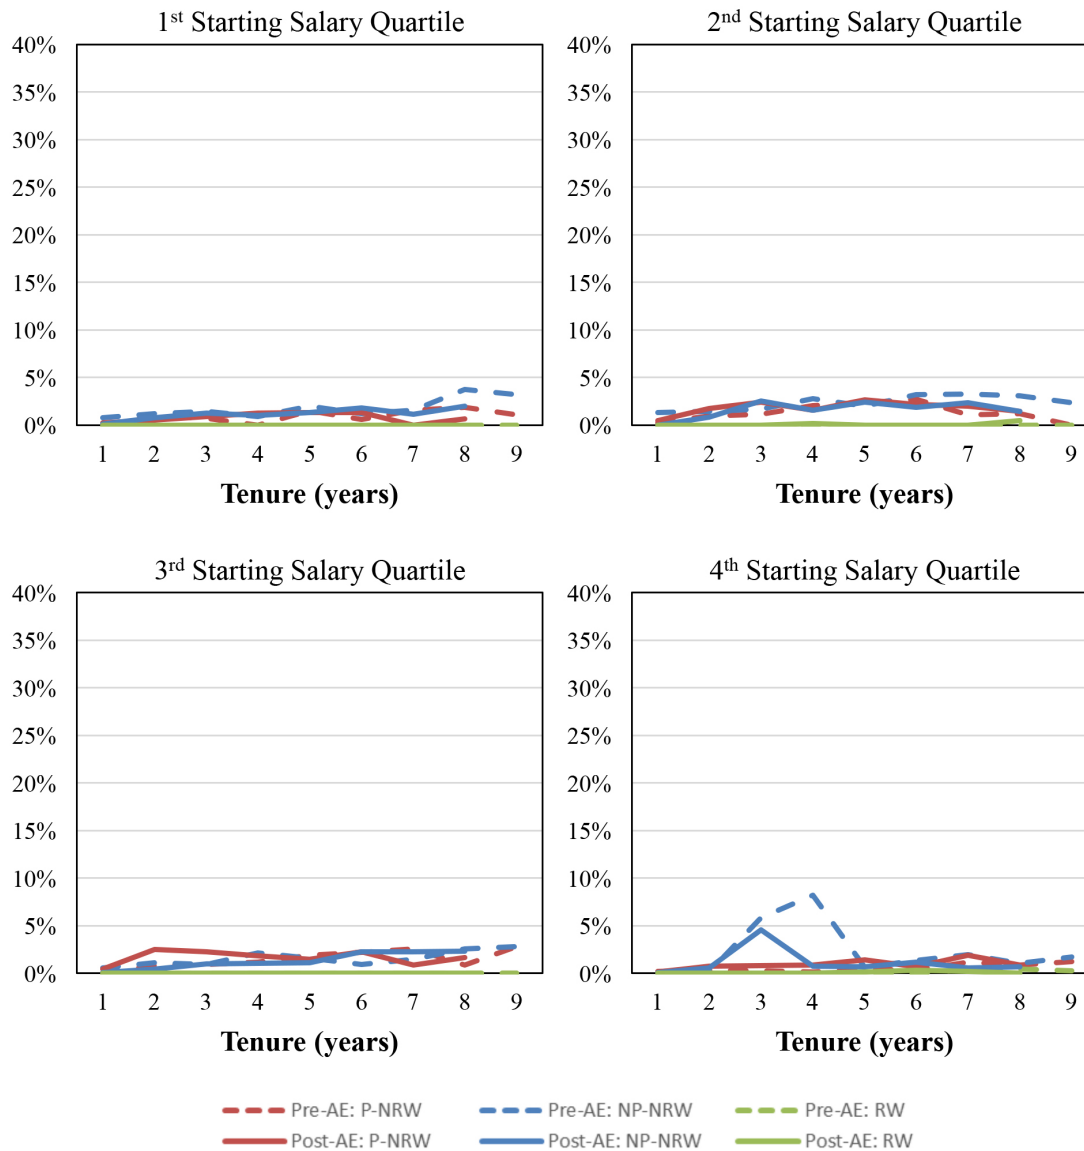 1st Starting Salary Quartile
40%
35%
30%
25%
20%
15%
10%
5%
0%
1 2 3 4 5 6 7 8 9
Tenure (years)
2nd Starting Salary Quartile
40%
35%
30%
25%
20%
15%
10%
5%
0%
1 2 3 4 5 6 7 8 9
Tenure (years)
3rd Starting Salary Quartile
40%
35%
30%
25%
20%
15%
10%
5%
0%
1 2 3 4 5 6 7 8 9
Tenure (years)
4th Starting Salary Quartile
40%
35%
30%
25%
20%
15%
10%
5%
0%
1 2 3 4 5 6 7 8 9
Tenure (years)
Pre-AE: P-NRW Pre-AE: NP-NRW Pre-AE: RW
Post-AE: P-NRW Post-AE: NP-NRW Post-AE: RW